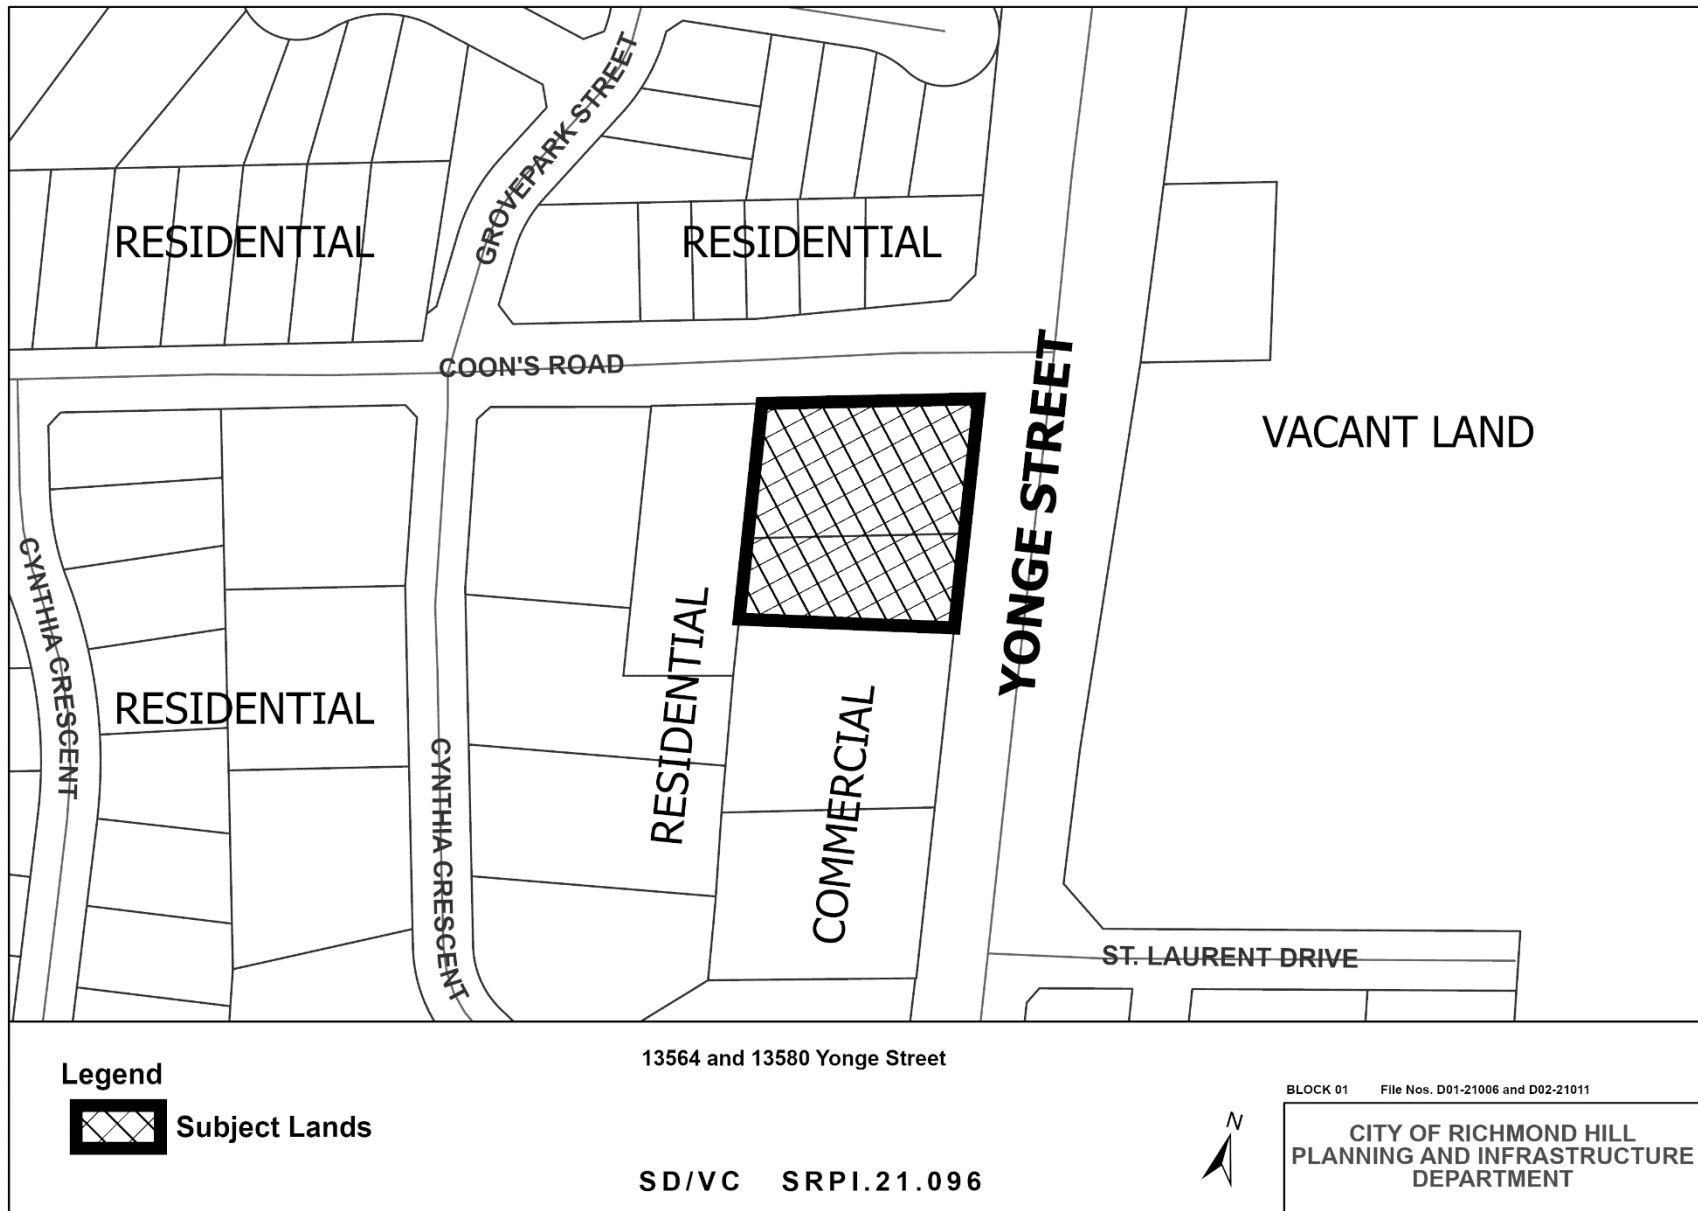 GROVEPARK STREET
RESIDENTIAL
RESIDENTIAL
COON'S ROAD
YONGE STREET
VACANT LAND
CYNTHIA CRESCENT
RESIDENTIAL
RESIDENTIAL
COMMERCIAL
CYNTHIA CRESCENT
ST. LAURENT DRIVE
13564 and 13580 Yonge Street
Legend
Subject Lands
SD/VC SRPI.21.096
N
BLOCK 01 File Nos. D01-21006 and D02-21011
CITY OF RICHMOND HILL
PLANNING AND INFRASTRUCTURE
DEPARTMENT